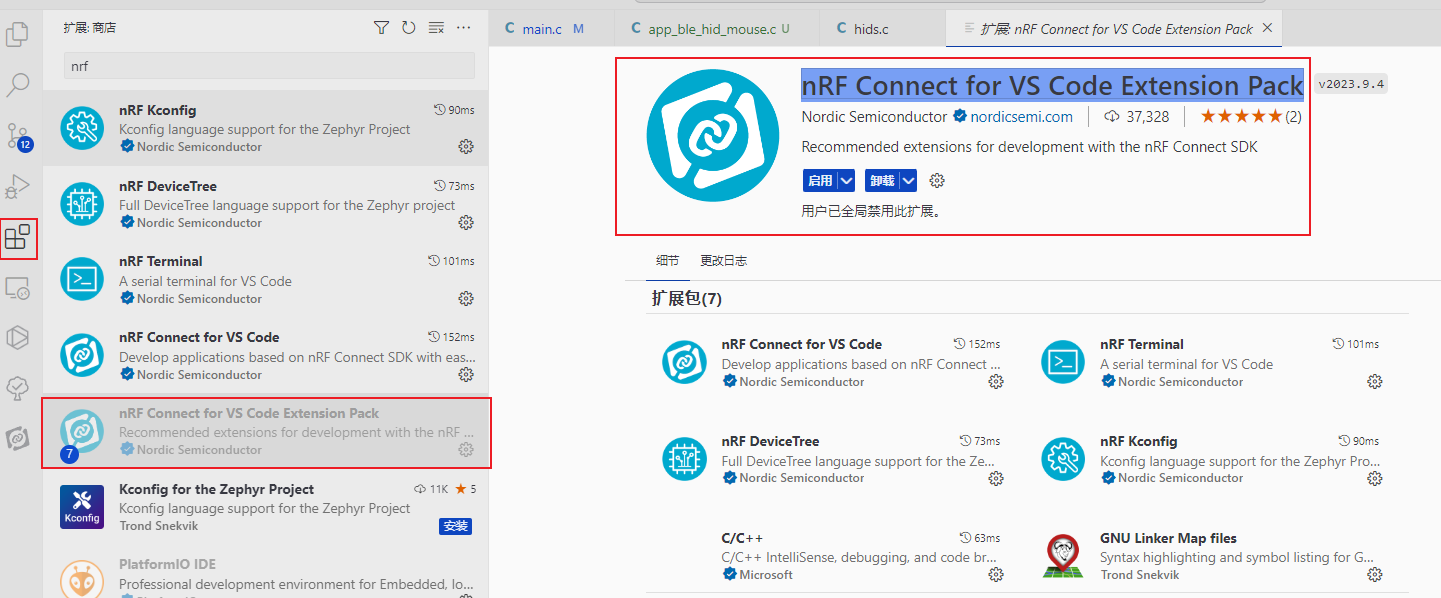 扩展: 商店
nrf
12
nRF Kconfig
90ms
Kconfig language support for the Zephyr Project
Nordic Semiconductor
nRF DeviceTree
73ms
Full DeviceTree language support for the Zephyr project
Nordic Semiconductor
nRF Terminal
101ms
A serial terminal for VS Code
Nordic Semiconductor
nRF Connect for VS Code
152ms
Develop applications based on nRF Connect SDK with eas...
Nordic Semiconductor
nRF Connect for VS Code Extension Pack
Recommended extensions for development with the nRF ...
Nordic Semiconductor
7
Kconfig
Kconfig for the Zephyr Project
11K ★ 5
Kconfig language support for the Zephyr Project
Trond Snekvik
安装
PlatformIO IDE
Professional development environment for Embedded, Io...
C main.c M
C app_ble_hid_mouse.c U
C hids.c
扩展: nRF Connect for VS Code Extension Pack
nRF Connect for VS Code Extension Pack
v2023.9.4
Nordic Semiconductor
nordicsemi.com
37,328
★★★★★(2)
Recommended extensions for development with the nRF Connect SDK
启用
卸载
用户已全局禁用此扩展。
细节
更改日志
扩展包(7)
nRF Connect for VS Code
152ms
Develop applications based on nRF Connect ...
Nordic Semiconductor
nRF Terminal
101ms
A serial terminal for VS Code
Nordic Semiconductor
nRF DeviceTree
73ms
Full DeviceTree language support for the Ze...
Nordic Semiconductor
nRF Kconfig
90ms
Kconfig language support for the Zephyr Pro...
Nordic Semiconductor
C/C++
63ms
C/C++ IntelliSense, debugging, and code br...
Microsoft
GNU Linker Map files
Syntax highlighting and symbol listing for G...
Trond Snekvik